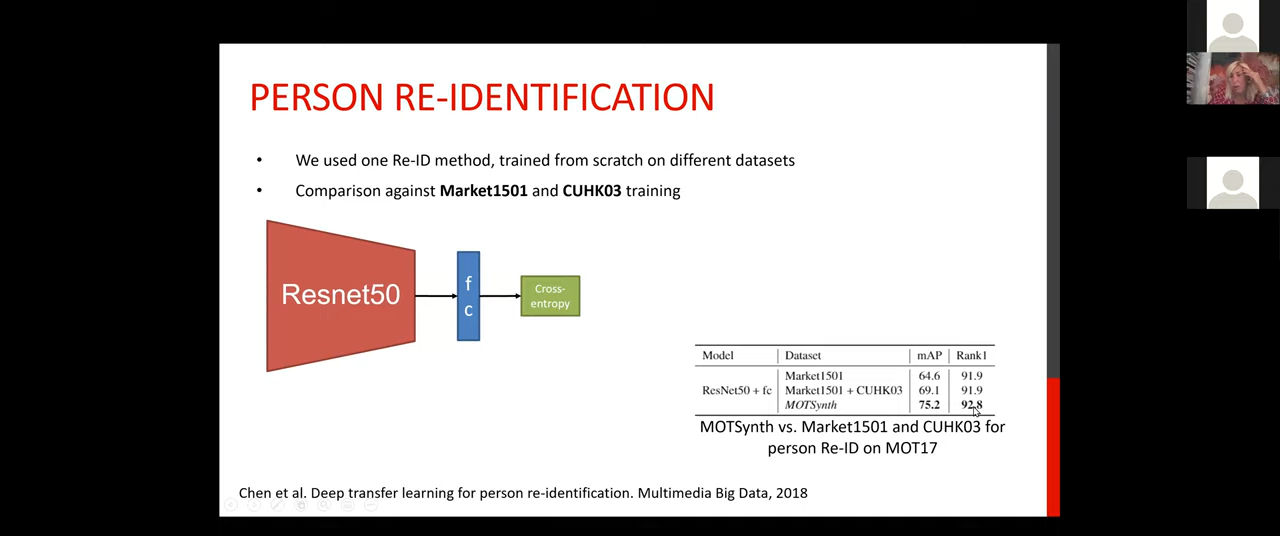 PERSON RE-IDENTIFICATION
• We used one Re-ID method, trained from scratch on different datasets
• Comparison against Market1501 and CUHK03 training
Resnet50
f
c
Cross-
entropy
Model Dataset mAP Rank1
Market1501 64.6 91.9
ResNet50 + fc Market1501 + CUHK03 69.1 91.9
MOTSynth 75.2 92.8
MOTSynth vs. Market1501 and CUHK03 for
person Re-ID on MOT17
Chen et al. Deep transfer learning for person re-identification. Multimedia Big Data, 2018